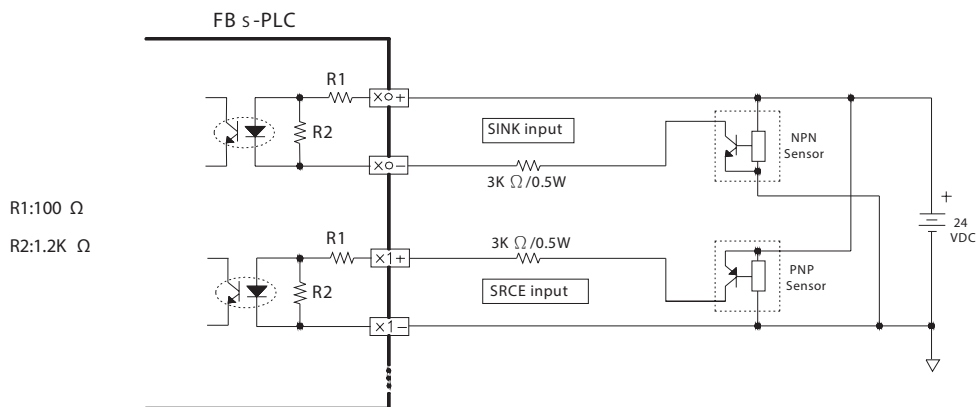 FB s-PLC
R1
X0+
R2
SINK input
NPN
Sensor
X0-
3K Ω/0.5W
R1:100 Ω
R2:1.2K Ω
+
24
VDC
R1
X1+
3K Ω/0.5W
R2
SRCE input
PNP
Sensor
X1-